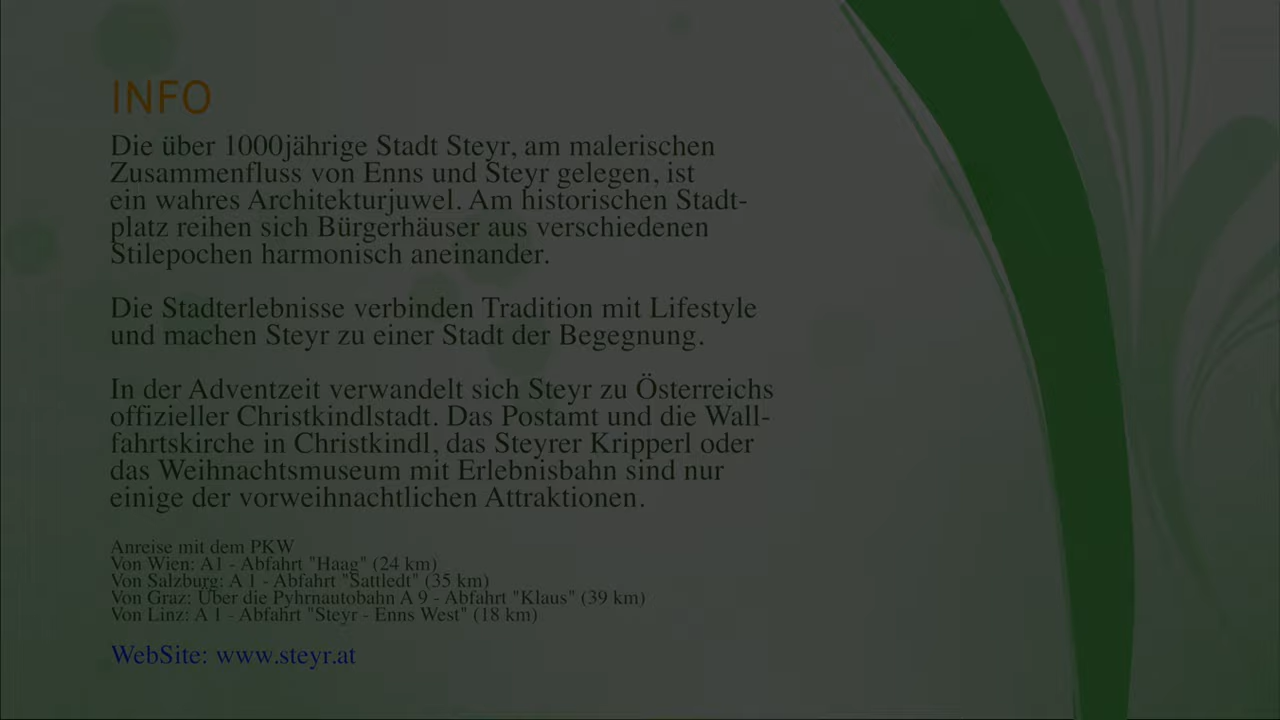 INFO
Die über 1000jährige Stadt Steyr, am malerischen
Zusammenfluss von Enns und Steyr gelegen, ist
ein wahres Architekturjuwel. Am historischen Stadt-
platz reihen sich Bürgerhäuser aus verschiedenen
Stilepochen harmonisch aneinander.
Die Stadterlebnisse verbinden Tradition mit Lifestyle
und machen Steyr zu einer Stadt der Begegnung.
In der Adventzeit verwandelt sich Steyr zu Österreichs
offizieller Christkindlstadt. Das Postamt und die Wall-
fahrtskirche in Christkindl, das Steyrer Kripperl oder
das Weihnachtsmuseum mit Erlebnisbahn sind nur
einige der vorweihnachtlichen Attraktionen.
Anreise mit dem PKW
Von Wien: A1 - Abfahrt "Haag" (24 km)
Von Salzburg: A 1 - Abfahrt "Sattledt" (35 km)
Von Graz: Über die Pyhrnautobahn A 9 - Abfahrt "Klaus" (39 km)
Von Linz: A 1 - Abfahrt "Steyr - Enns West" (18 km)
WebSite: www.steyr.at